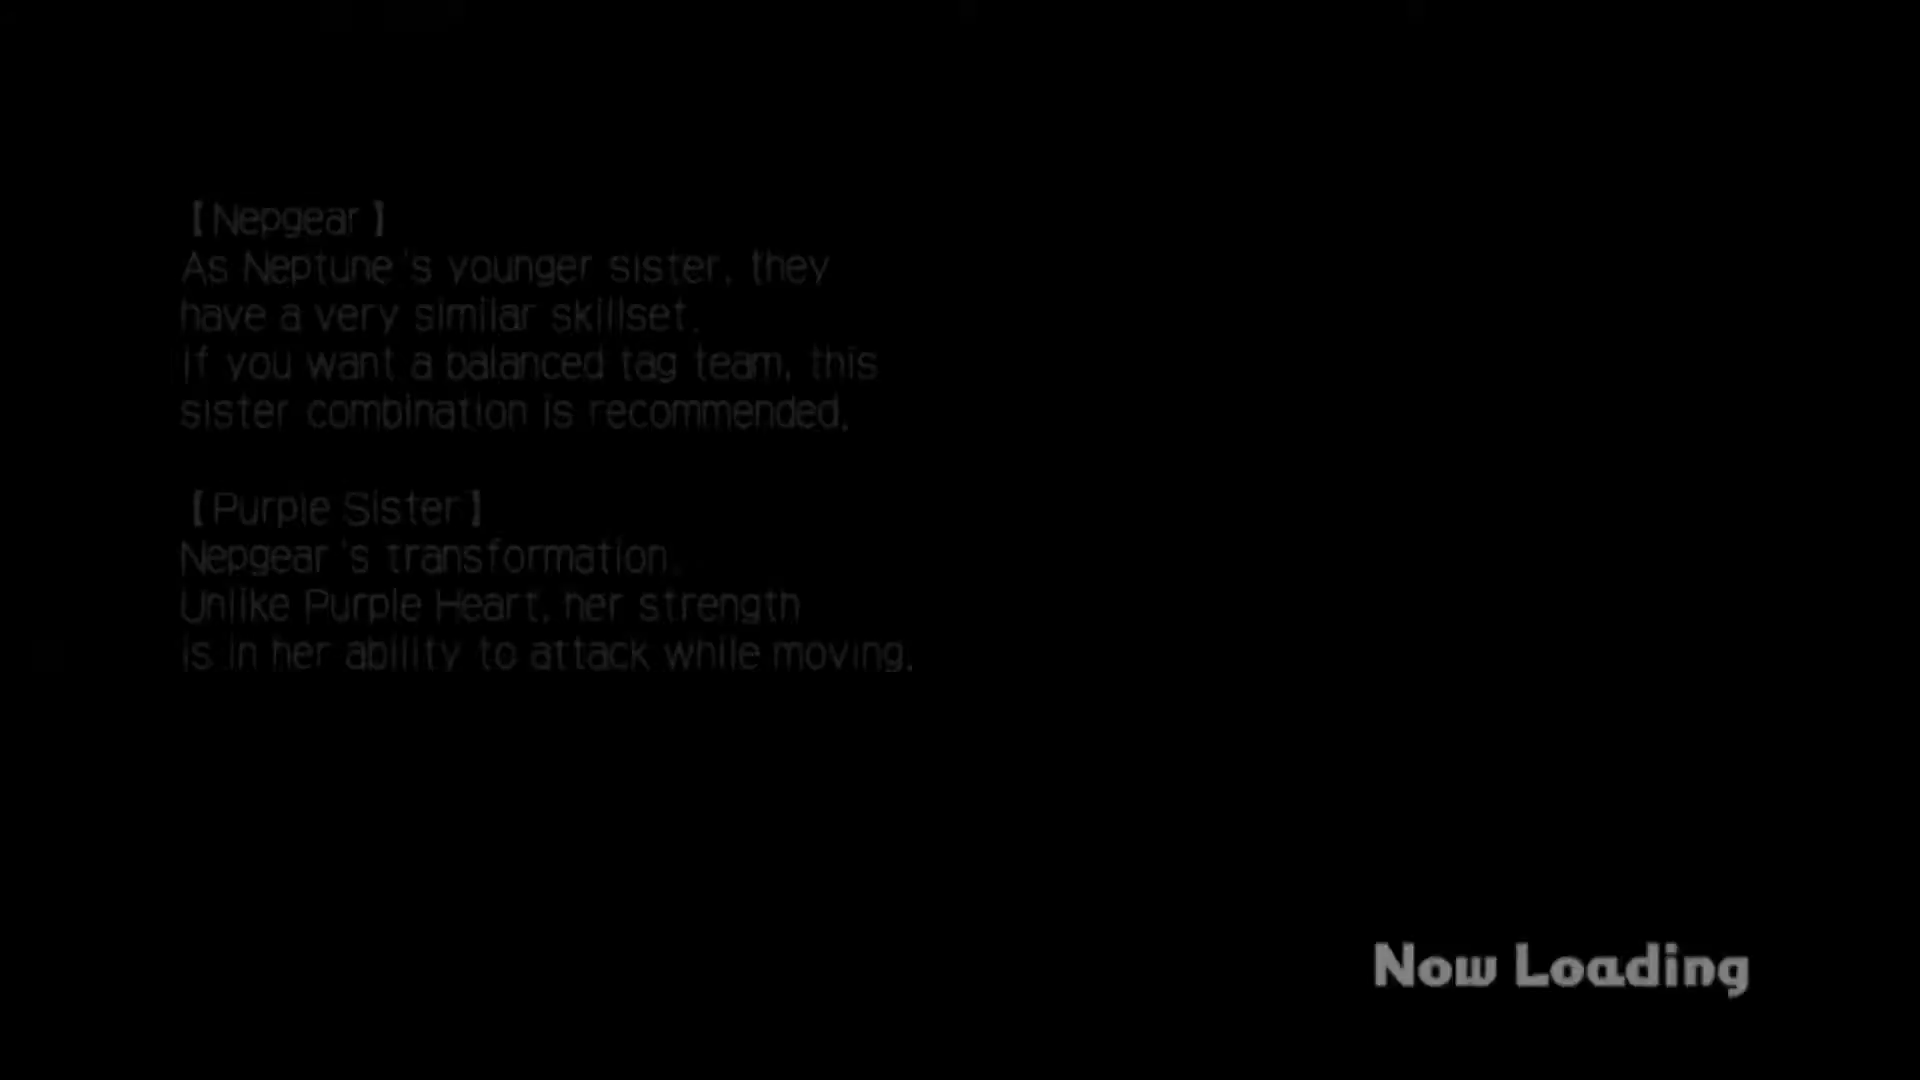 【Nepgear】
As Neptune's younger sister, they
have a very similar skillset.
If you want a balanced tag team, this
sister combination is recommended.
【Purple Sister】
Nepgear's transformation.
Unlike Purple Heart, her strength
is in her ability to attack while moving.
Now Loading